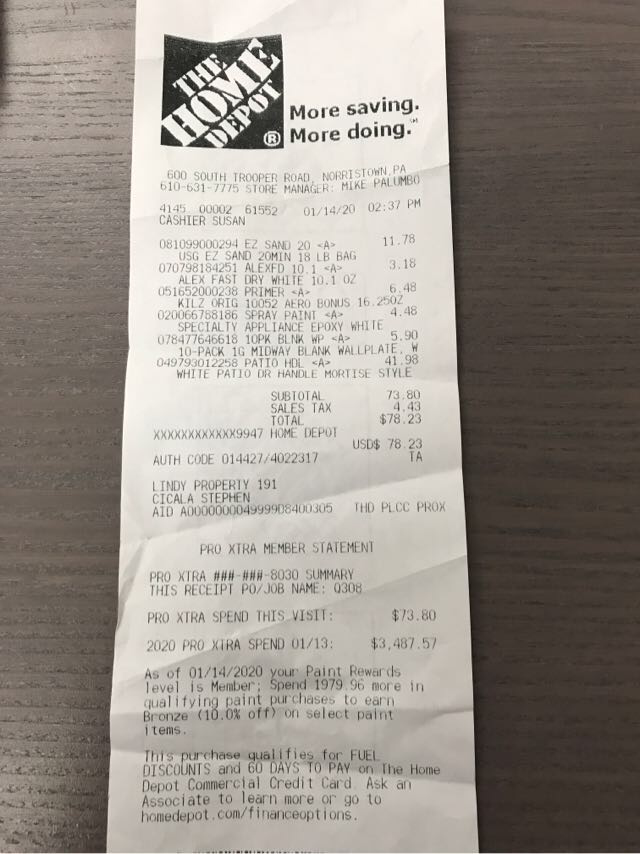 THE
HOME
DEPOT
®
More saving.
More doing.
600 SOUTH TROOPER ROAD, NORRISTOWN,PA
610-631-7775 STORE MANAGER: MIKE PALUMBO
4145 00002 61552 01/14/20 02:37 PM
CASHIER SUSAN
081099000294 EZ SAND 20 <A> 11.78
USG EZ SAND 20MIN 18 LB BAG
070798184251 ALEXFD 10.1 <A> 3.18
ALEX FAST DRY WHITE 10.1 OZ
051652000238 PRIMER <A> 6.48
KILZ ORIG 10052 AERO BONUS 16.25OZ
020066788186 SPRAY PAINT <A> 4.48
SPECIALTY APPLIANCE EPOXY WHITE
078477646618 10PK BLNK WP <A> 5.90
10-PACK 1G MIDWAY BLANK WALLPLATE, W
049793012258 PATIO HDL <A> 41.98
WHITE PATIO DR HANDLE MORTISE STYLE
SUBTOTAL 73.80
SALES TAX 4.43
TOTAL $78.23
XXXXXXXXXXXX9947 HOME DEPOT
USD$ 78.23
AUTH CODE 014427/4022317 TA
LINDY PROPERTY 191
CICALA STEPHEN
AID A0000000049999D8400305 THD PLCC PROX
PRO XTRA MEMBER STATEMENT
PRO XTRA ###-###-8030 SUMMARY
THIS RECEIPT PO/JOB NAME: Q308
PRO XTRA SPEND THIS VISIT: $73.80
2020 PRO XTRA SPEND 01/13: $3,487.57
As of 01/14/2020 your Paint Rewards
level is Member; Spend 1979.96 more in
qualifying paint purchases to earn
Bronze (10.0% off) on select paint
items.
This purchase qualifies for FUEL
DISCOUNTS and 60 DAYS TO PAY on The Home
Depot Commercial Credit Card. Ask an
Associate to learn more or go to
homedepot.com/financeoptions.